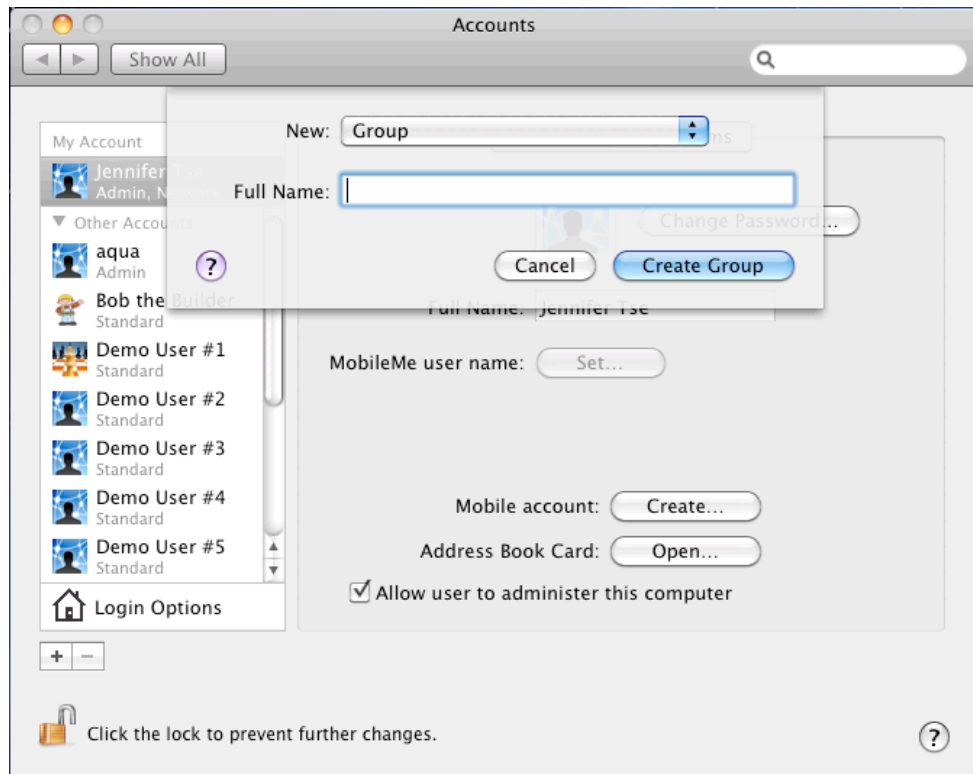 Accounts
Show All
New: Group
My Account
Jennifer Tse
Admin, N
Full Name:
Other Accou
Change Password...
aqua
Admin
?
Cancel
Create Group
Bob the Builder
Standard
Full Name: Jennifer Tse
Demo User #1
Standard
MobileMe user name: Set...
Demo User #2
Standard
Demo User #3
Standard
Demo User #4
Standard
Mobile account: Create...
Demo User #5
Standard
Address Book Card: Open...
Allow user to administer this computer
Login Options
+ −
Click the lock to prevent further changes.
?